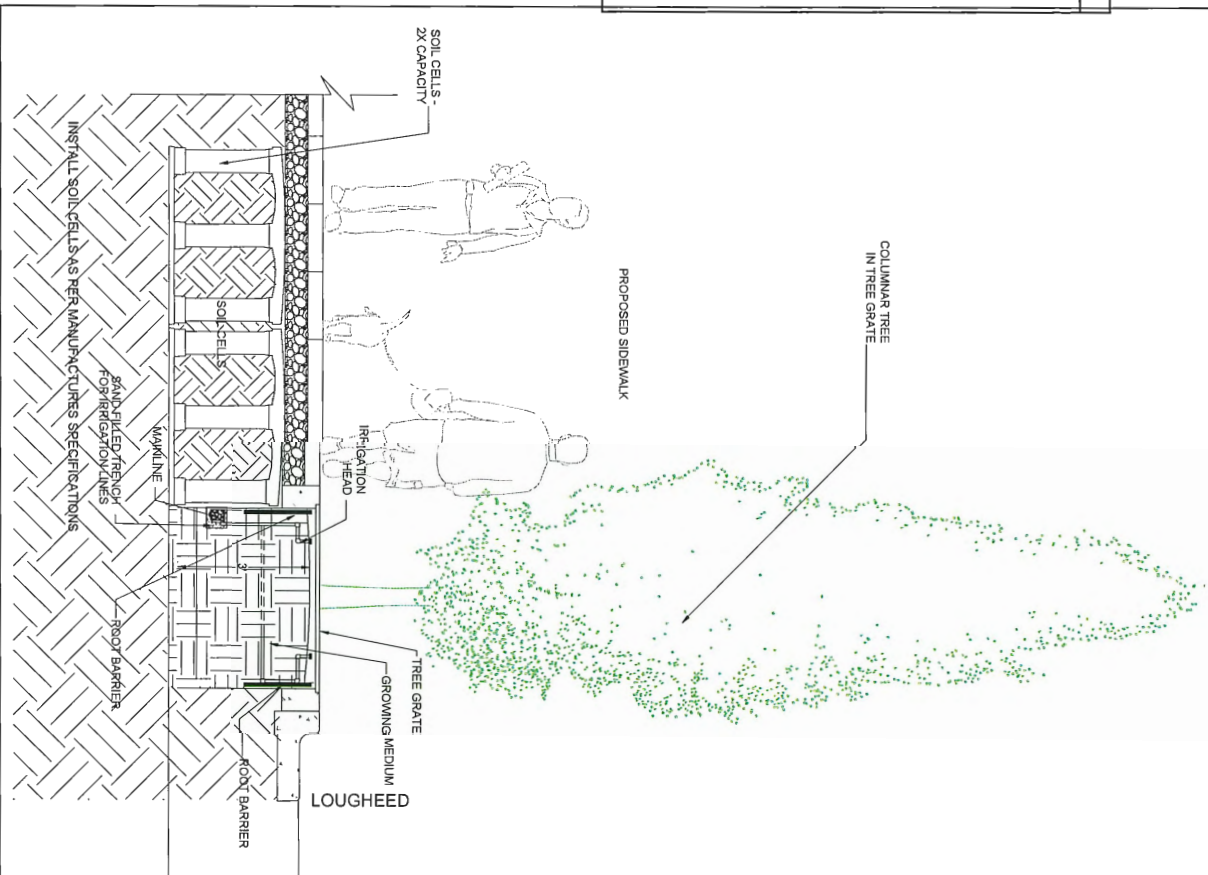 COLUMNAR TREE
IN TREE GRATE
PROPOSED SIDEWALK
SOIL CELLS -
2X CAPACITY
IRRIGATION
HEAD
TREE GRATE
GROWING MEDIUM
LOUGHEED
SOIL CELLS
3'
ROOT BARRIER
ROOT BARRIER
MAINLINE
SAND FILLED TRENCH
FOR IRRIGATION LINES
INSTALL SOIL CELLS AS PER MANUFACTURES SPECIFICATIONS